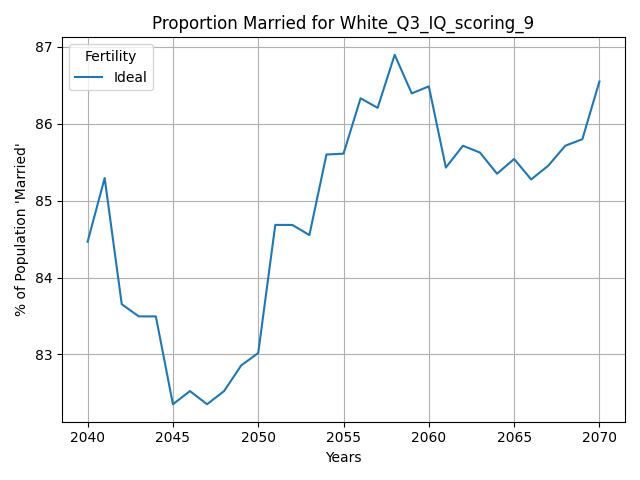 Proportion Married for White_Q3_IQ_scoring_9
Fertility
Ideal
% of Population 'Married'
87
86
85
84
83
2040 2045 2050 2055 2060 2065 2070
Years